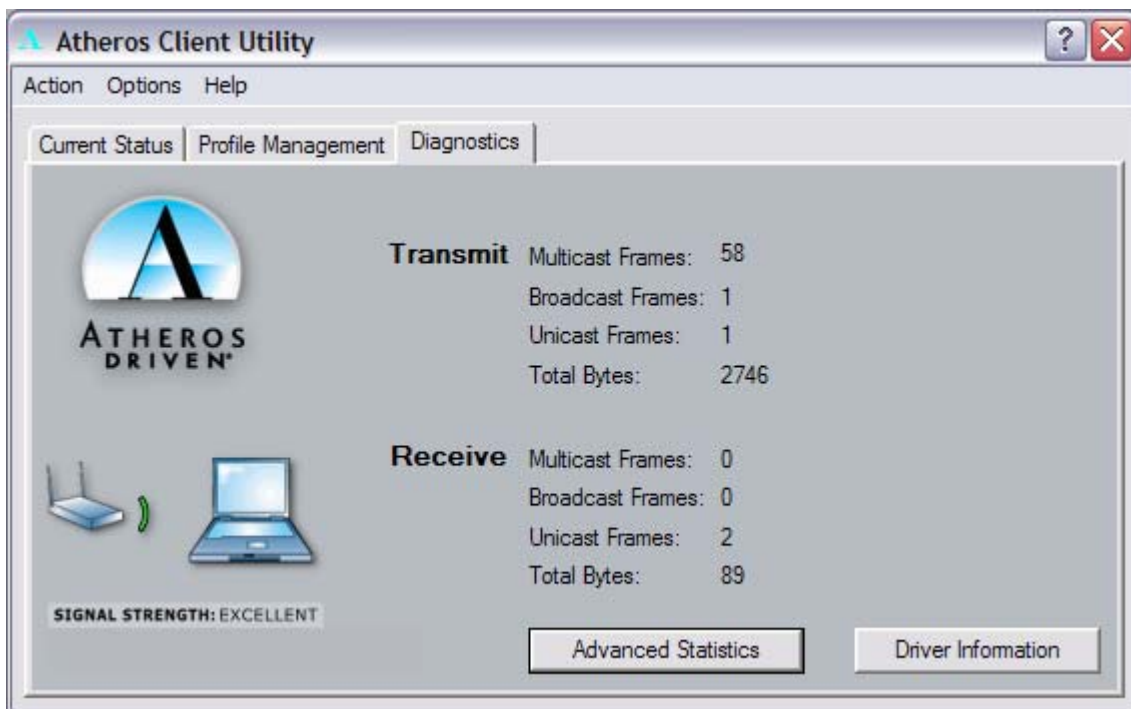 Atheros Client Utility
Action Options Help
Current Status Profile Management Diagnostics
ATHEROS
DRIVEN®
Transmit Multicast Frames: 58
Broadcast Frames: 1
Unicast Frames: 1
Total Bytes: 2746
Receive Multicast Frames: 0
Broadcast Frames: 0
Unicast Frames: 2
Total Bytes: 89
SIGNAL STRENGTH: EXCELLENT
Advanced Statistics Driver Information